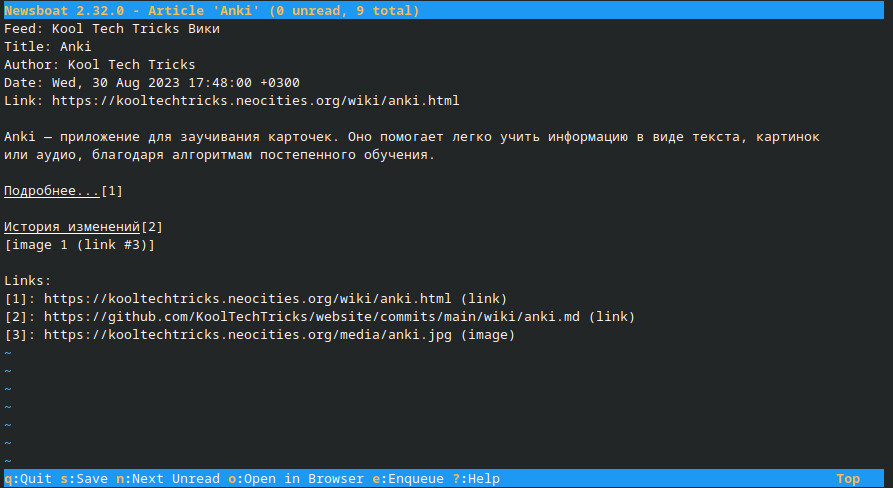 Newsboat 2.32.0 - Article 'Anki' (0 unread, 9 total)
Feed: Kool Tech Tricks Вики
Title: Anki
Author: Kool Tech Tricks
Date: Wed, 30 Aug 2023 17:48:00 +0300
Link: https://kooltechtricks.neocities.org/wiki/anki.html
Anki — приложение для заучивания карточек. Оно помогает легко учить информацию в виде текста, картинок
или аудио, благодаря алгоритмам постепенного обучения.
Подробнее...[1]
История изменений[2]
[image 1 (link #3)]
Links:
[1]: https://kooltechtricks.neocities.org/wiki/anki.html (link)
[2]: https://github.com/KoolTechTricks/website/commits/main/wiki/anki.md (link)
[3]: https://kooltechtricks.neocities.org/media/anki.jpg (image)
~
~
~
~
~
~
~
q:Quit s:Save n:Next Unread o:Open in Browser e:Enqueue ?:Help Top